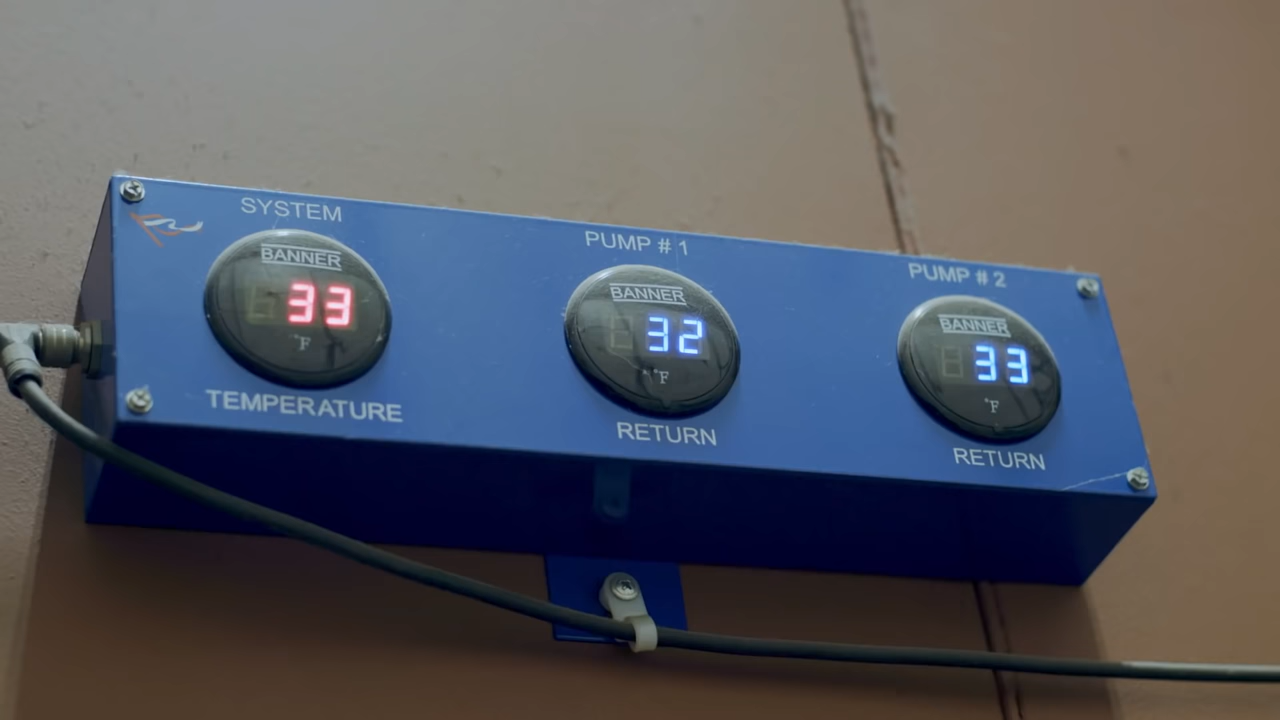 SYSTEM
BANNER
33
°F
TEMPERATURE
PUMP # 1
BANNER
32
°F
RETURN
PUMP # 2
BANNER
33
°F
RETURN